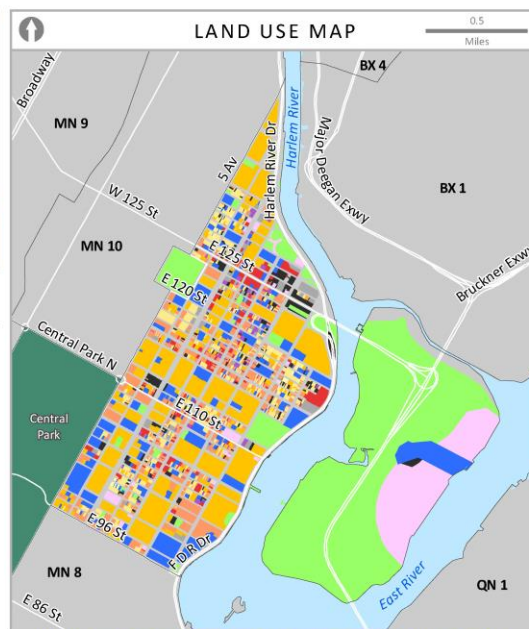 LAND USE MAP
0.5
Miles
Broadway
BX 4
MN 9
Harlem River Dr
Harlem River
Major Deegan Expy
5 Av
BX 1
W 125 St
MN 10
E 125 St
Bruckner Expy
E 120 St
Central Park N
Central
Park
E 110 St
E 96 St
F D R Dr
MN 8
East River
QN 1
E 86 St